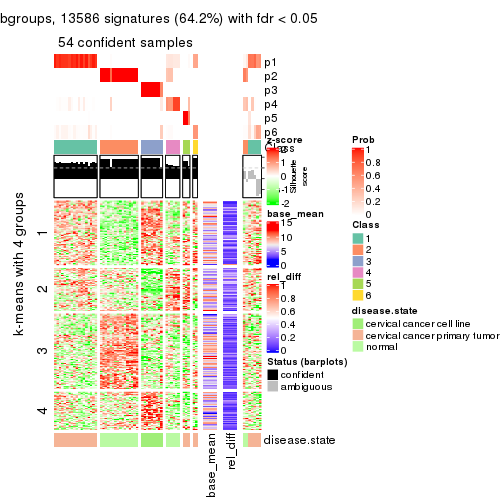 bgroups, 13586 signatures (64.2%) with fdr < 0.05
54 confident samples
p1
p2
p3
p4
p5
p6
Class
Silhouette
score
k-means with 4 groups
1
2
3
4
base_mean
rel_diff
disease.state
z-score
2
1
0
-1
-2
base_mean
15
10
5
0
rel_diff
1
0.8
0.6
0.4
0.2
0
Status (barplots)
confident
ambiguous
Prob
1
0.8
0.6
0.4
0.2
0
Class
1
2
3
4
5
6
disease.state
cervical cancer cell line
cervical cancer primary tumor
normal